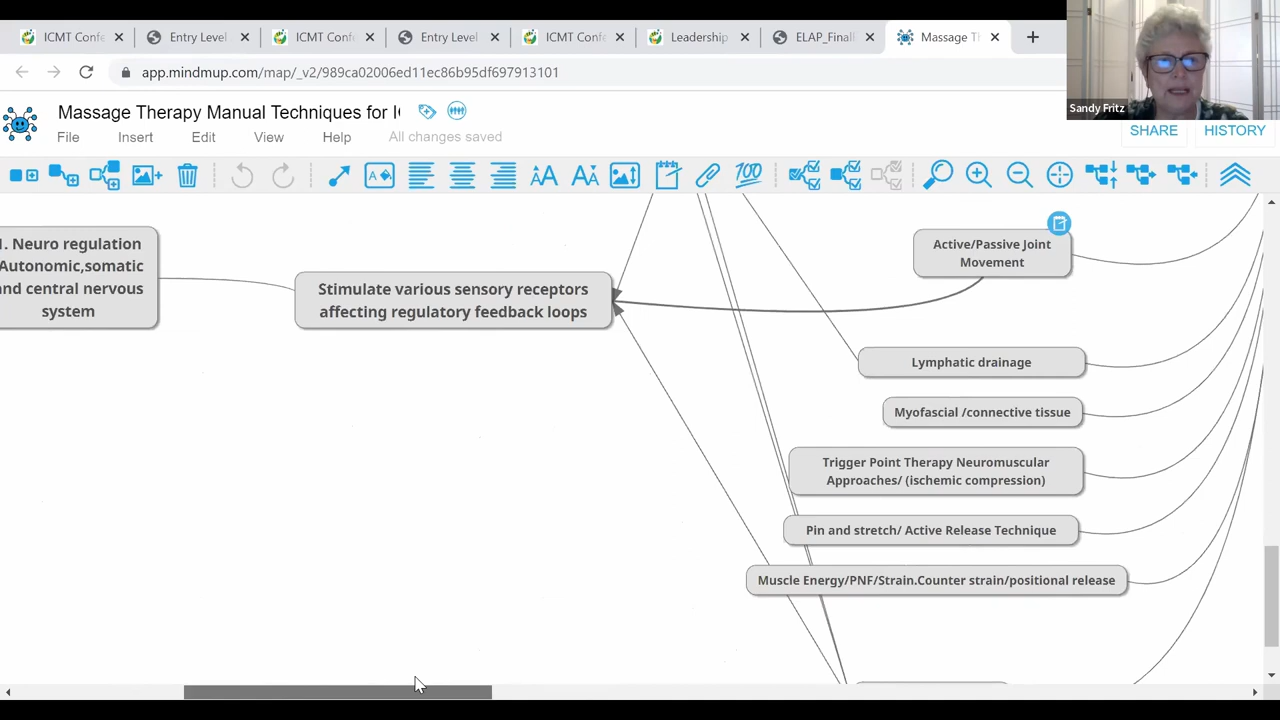 ICMT Confe
Entry Level
ICMT Confe
Entry Level
ICMT Confe
Leadership
ELAP_Final
Massage Th
app.mindmup.com/map/_v2/989ca02006ed11ec86b95df697913101
Sandy Fritz
Massage Therapy Manual Techniques for IC
File
Insert
Edit
View
Help
All changes saved
SHARE
HISTORY
100
1. Neuro regulation
Autonomic,somatic
and central nervous
system
Stimulate various sensory receptors
affecting regulatory feedback loops
Active/Passive Joint
Movement
Lymphatic drainage
Myofascial /connective tissue
Trigger Point Therapy Neuromuscular
Approaches/ (ischemic compression)
Pin and stretch/ Active Release Technique
Muscle Energy/PNF/Strain.Counter strain/positional release